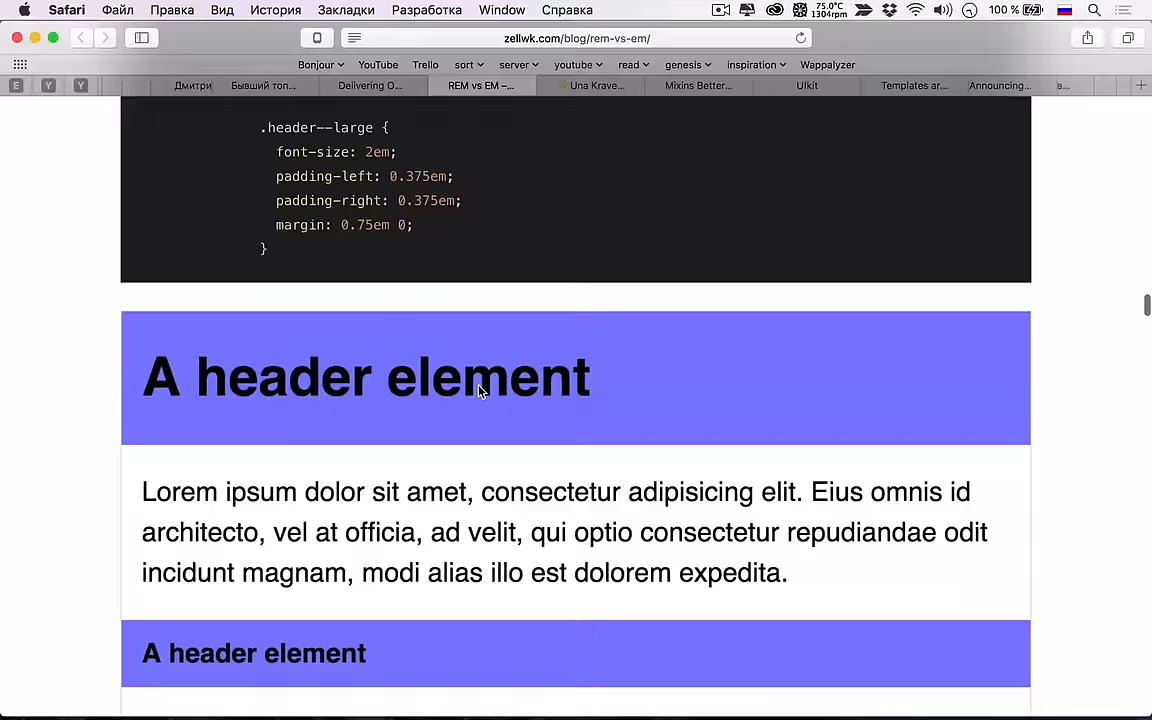 Safari Файл Правка Вид История Закладки Разработка Window Справка 75.0°C 1304rpm 100 %
zellwk.com/blog/rem-vs-em/
Bonjour YouTube Trello sort server youtube read genesis inspiration Wappalyzer
E Y Y Дмитри Бывший топ... Delivering O... REM vs EM –... Una Krave... Mixins Better... UIkit Templates ar... Announcing... в...
.header--large {
font-size: 2em;
padding-left: 0.375em;
padding-right: 0.375em;
margin: 0.75em 0;
}
A header element
Lorem ipsum dolor sit amet, consectetur adipisicing elit. Eius omnis id
architecto, vel at officia, ad velit, qui optio consectetur repudiandae odit
incidunt magnam, modi alias illo est dolorem expedita.
A header element